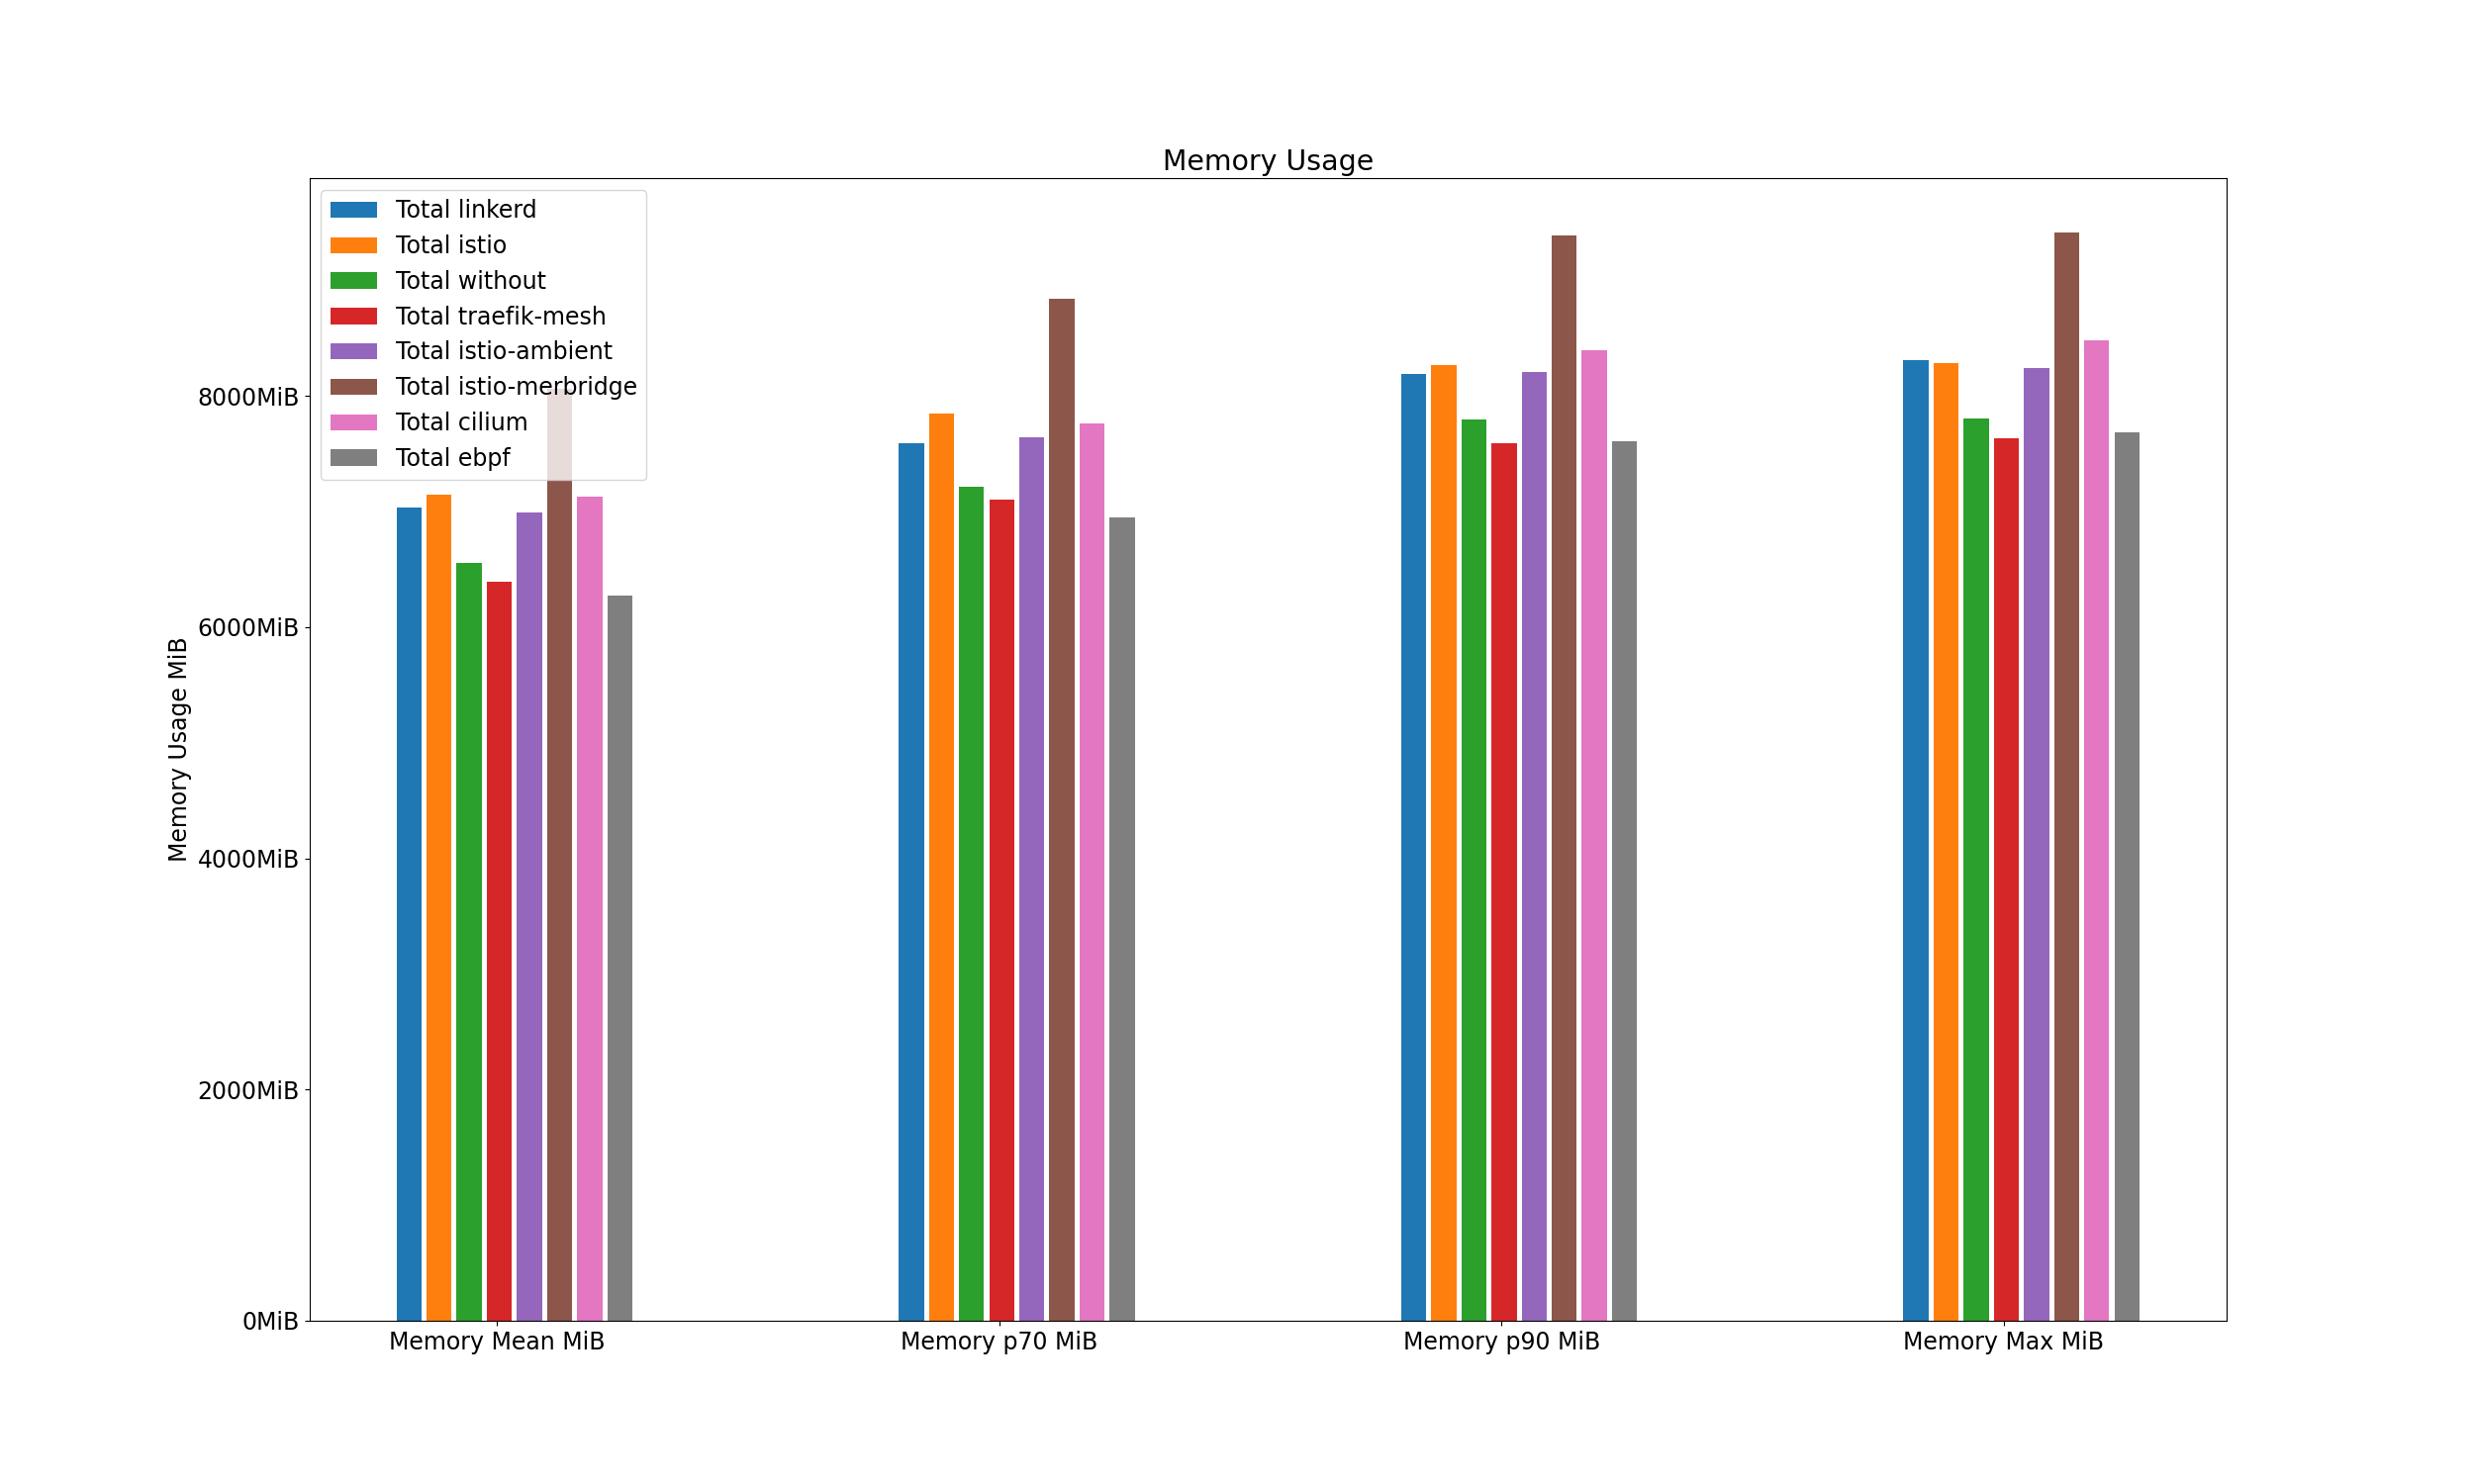 Memory Usage
Total linkerd
Total istio
Total without
Total traefik-mesh
Total istio-ambient
Total istio-merbridge
Total cilium
Total ebpf
8000MiB
6000MiB
4000MiB
2000MiB
0MiB
Memory Usage MiB
Memory Mean MiB
Memory p70 MiB
Memory p90 MiB
Memory Max MiB